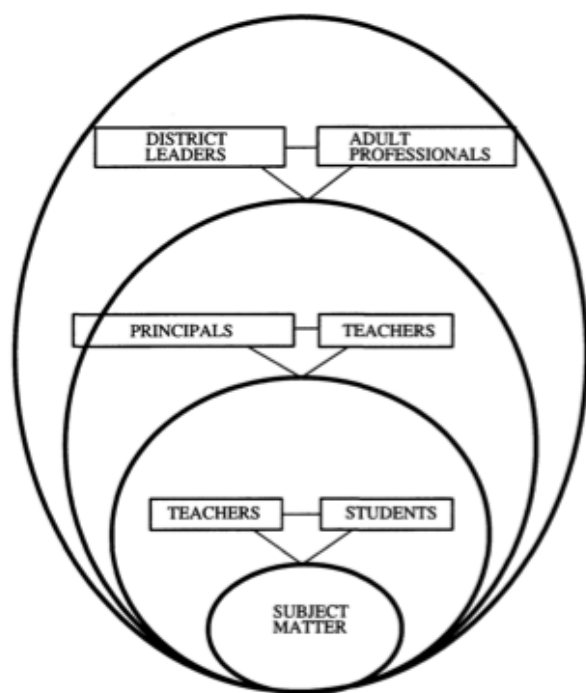 DISTRICT
LEADERS
ADULT
PROFESSIONALS
PRINCIPALS
TEACHERS
TEACHERS
STUDENTS
SUBJECT
MATTER